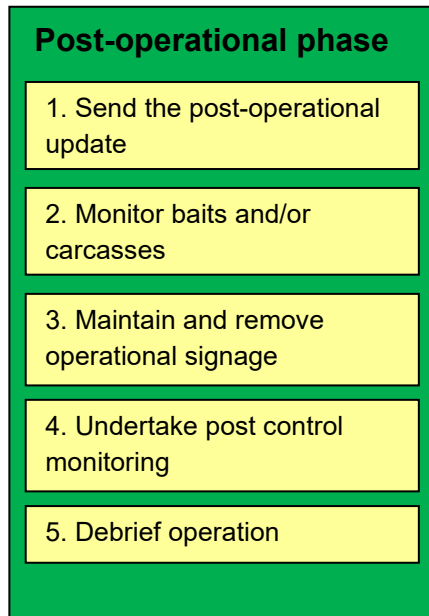 Post-operational phase
1. Send the post-operational
update
2. Monitor baits and/or
carcasses
3. Maintain and remove
operational signage
4. Undertake post control
monitoring
5. Debrief operation